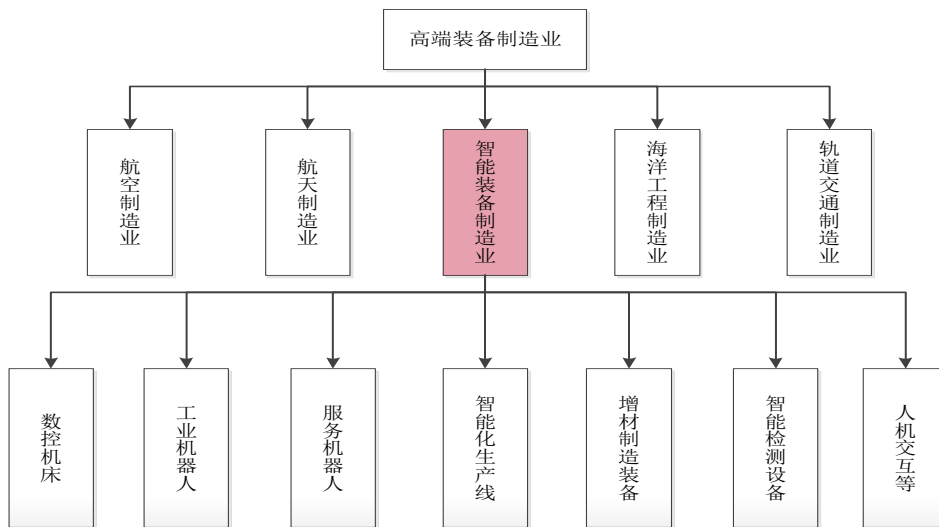 高端装备制造业
航空制造业
航天制造业
智能装备制造业
海洋工程制造业
轨道交通制造业
数控机床
工业机器人
服务机器人
智能化生产线
增材制造装备
智能检测设备
人机交互等